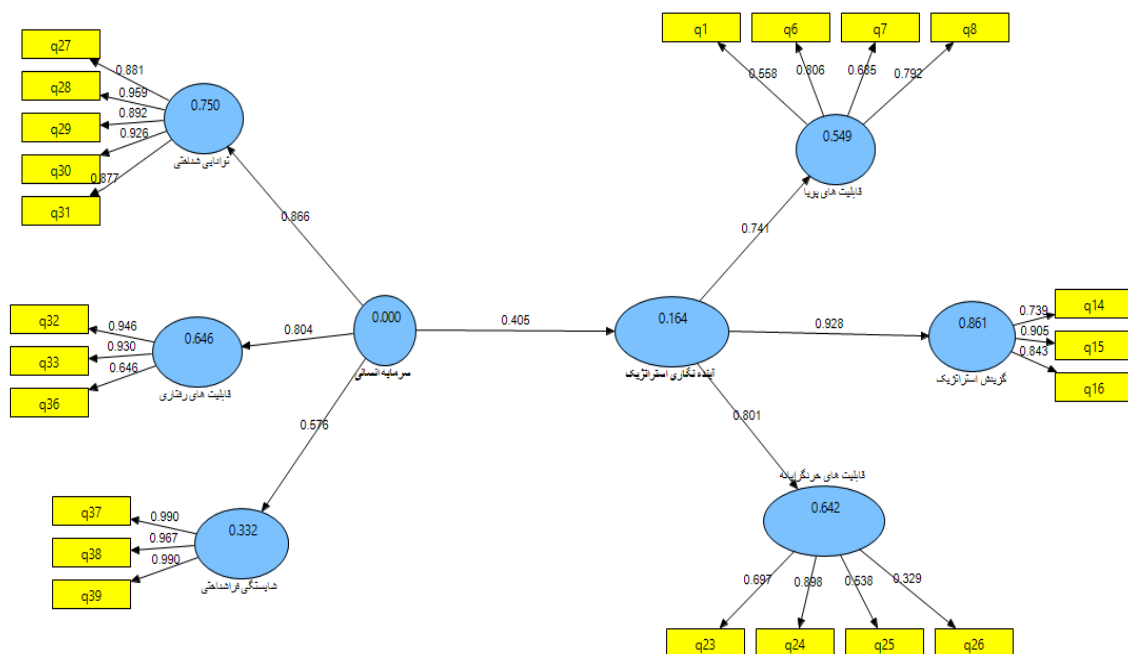 q1
q6
q7
q8
0.558
0.806
0.685
0.792
0.549
قابلیت های پویا
q27
q28
q29
q30
q31
0.881
0.959
0.892
0.926
0.877
0.750
توانایی شناختی
0.866
0.741
q32
q33
q36
0.946
0.930
0.646
0.646
قابلیت های رفتاری
0.804
0.000
سرمایه انسانی
0.405
0.164
آینده نگاری استراتژیک
0.928
0.861
گزینش استراتژیک
0.739
0.905
0.843
q14
q15
q16
0.576
0.801
q37
q38
q39
0.990
0.967
0.990
0.332
شایستگی فراشناختی
قابلیت های خردگرایانه
0.642
0.697
0.898
0.538
0.329
q23
q24
q25
q26